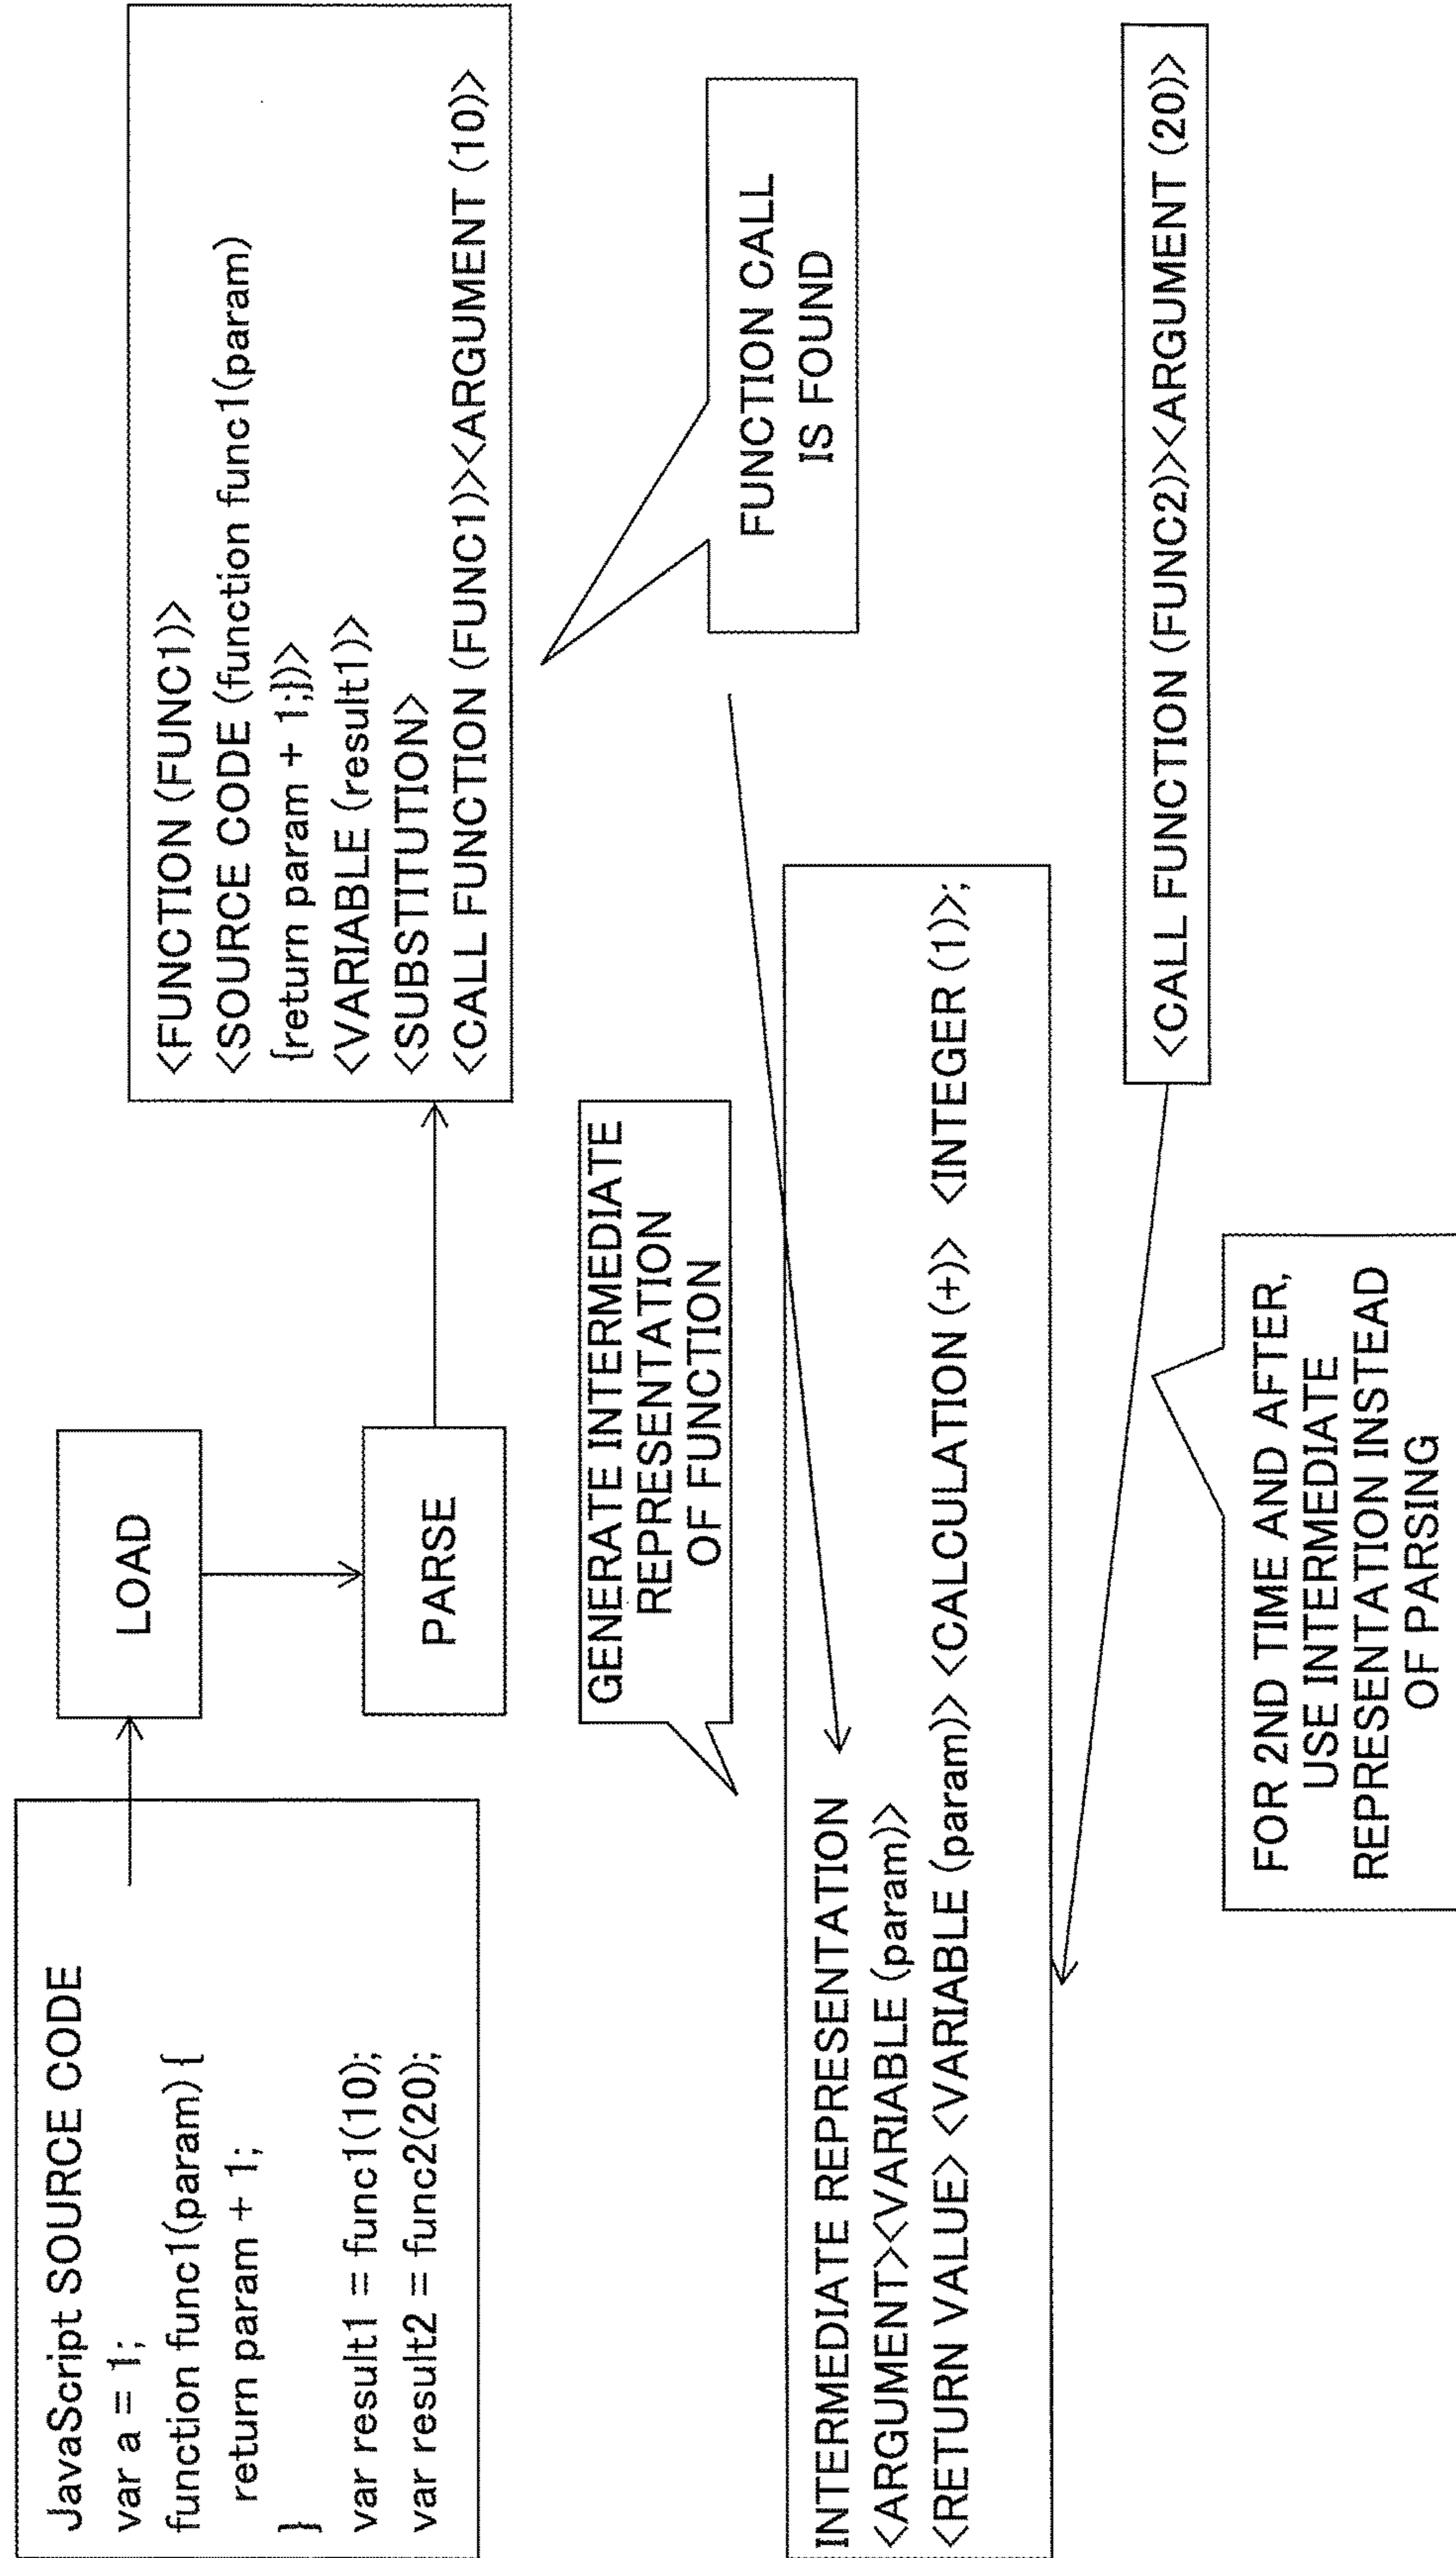 JavaScript SOURCE CODE
var a = 1;
function func1(param) {
return param + 1;
}
var result1 = func1(10);
var result2 = func2(20);
LOAD
PARSE
<FUNCTION (FUNC1)>
<SOURCE CODE (function func1(param)
{return param + 1;})>
<VARIABLE (result1)>
<SUBSTITUTION>
<CALL FUNCTION (FUNC1)><ARGUMENT (10)>
FUNCTION CALL
IS FOUND
GENERATE INTERMEDIATE
REPRESENTATION
OF FUNCTION
INTERMEDIATE REPRESENTATION
<ARGUMENT><VARIABLE (param)>
<RETURN VALUE> <VARIABLE (param)> <CALCULATION (+)> <INTEGER (1)>;
<CALL FUNCTION (FUNC2)><ARGUMENT (20)>
FOR 2ND TIME AND AFTER,
USE INTERMEDIATE
REPRESENTATION INSTEAD
OF PARSING